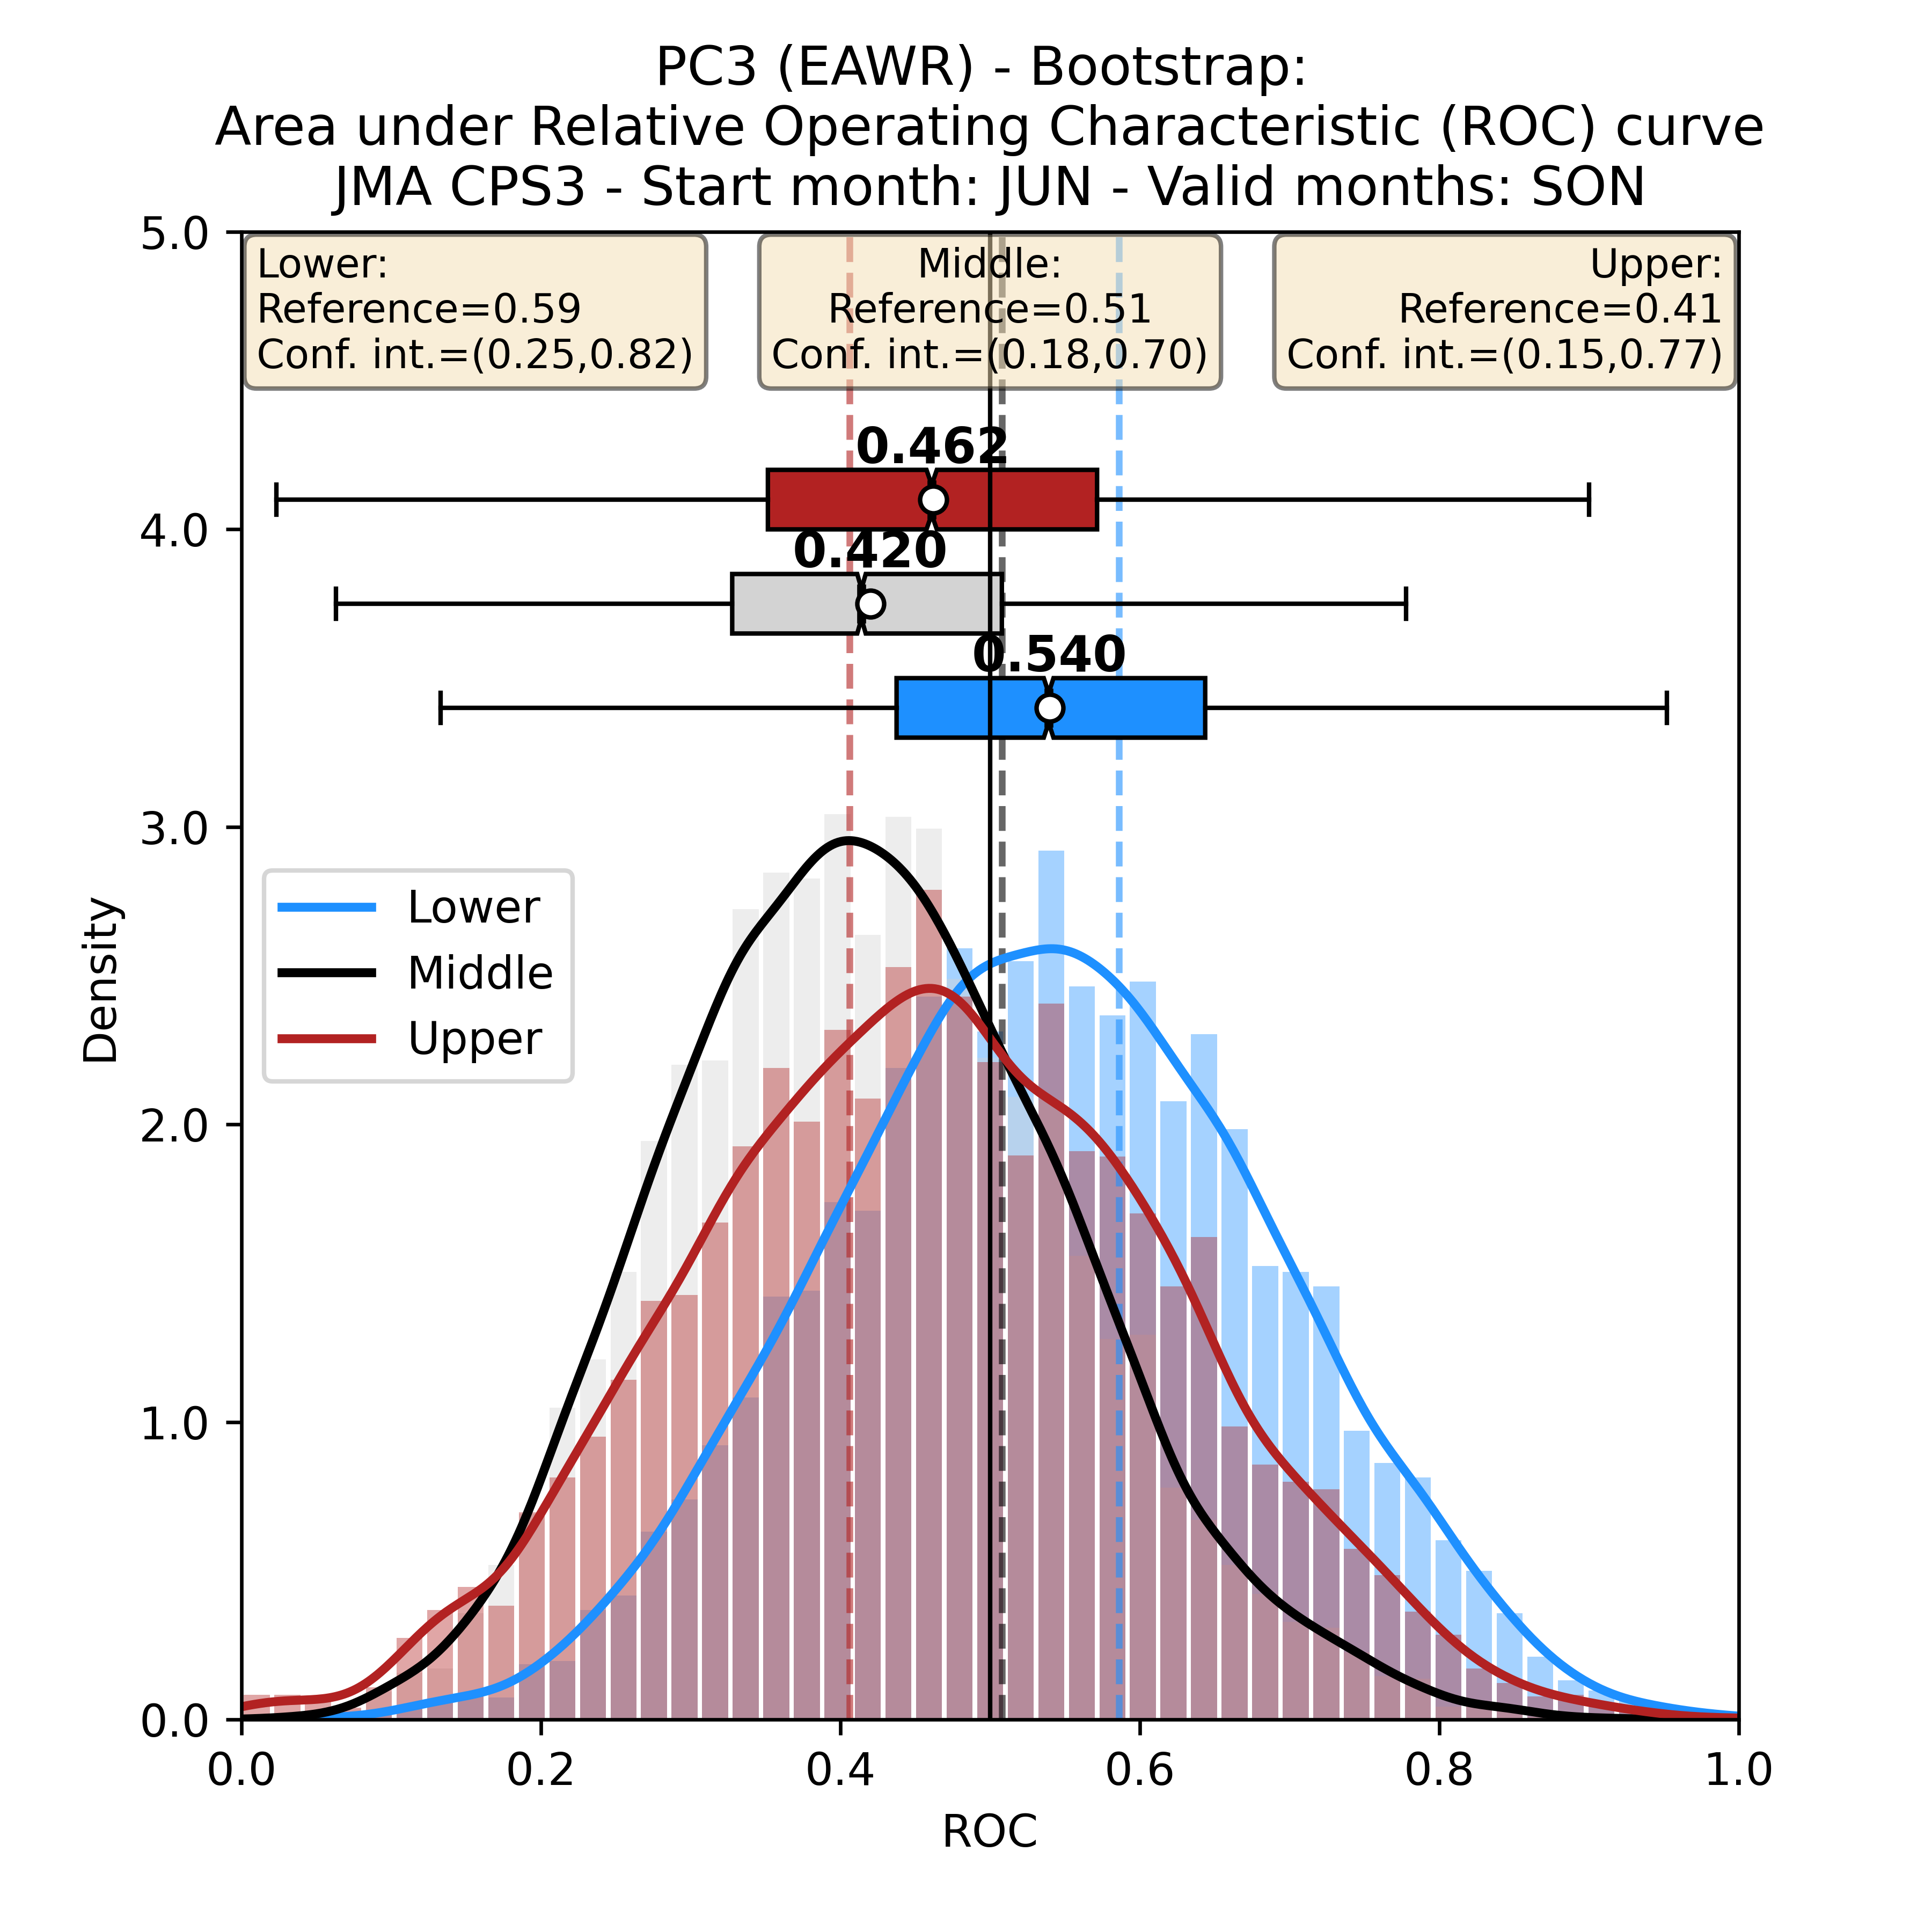 PC3 (EAWR) - Bootstrap:
Area under Relative Operating Characteristic (ROC) curve
JMA CPS3 - Start month: JUN - Valid months: SON
5.0
Lower:
Reference=0.59
Conf. int.=(0.25,0.82)
Middle:
Reference=0.51
Conf. int.=(0.18,0.70)
Upper:
Reference=0.41
Conf. int.=(0.15,0.77)
0.462
4.0
0.420
0.540
3.0
Lower
Middle
Upper
Density
2.0
1.0
0.0
0.0 0.2 0.4 0.6 0.8 1.0
ROC